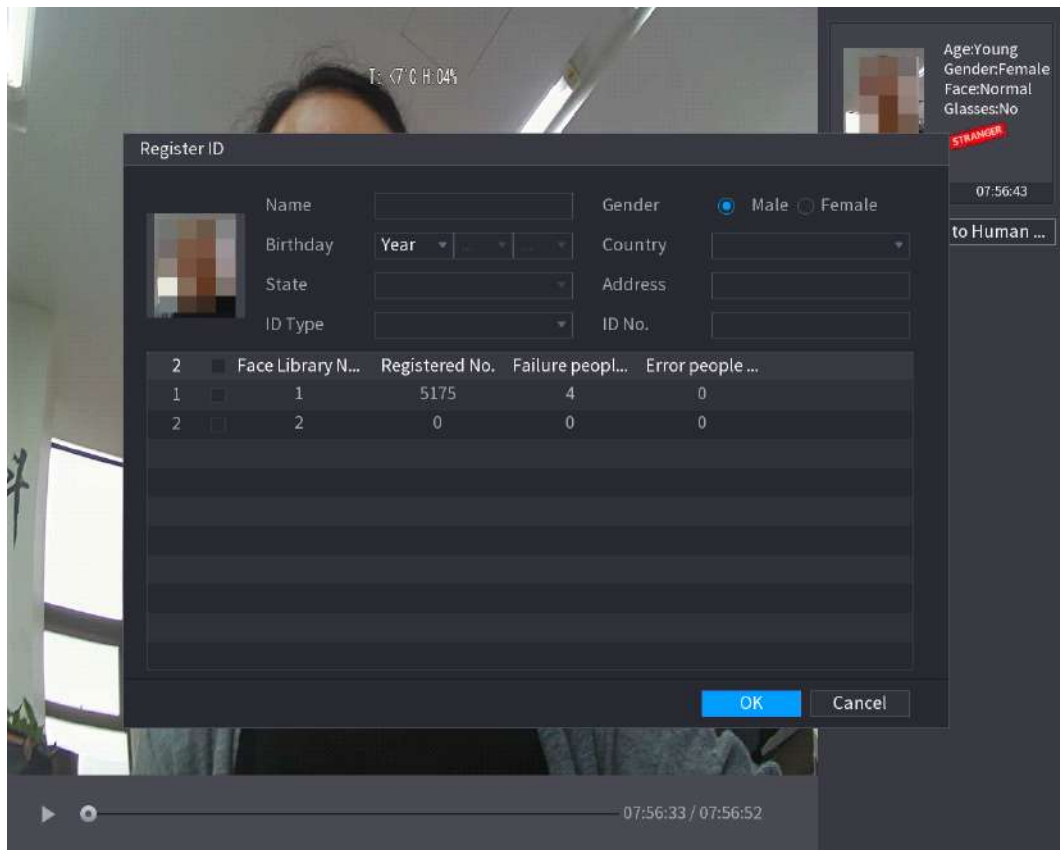 T: <7°C H:04%
Age:Young
Gender:Female
Face:Normal
Glasses:No
STRANGER
07:56:43
to Human ...
Register ID
Name Gender Male Female
Birthday Year ... ... Country
State Address
ID Type ID No.
2 Face Library N... Registered No. Failure peopl... Error people ...
1 1 5175 4 0
2 2 0 0 0
OK Cancel
07:56:33 / 07:56:52